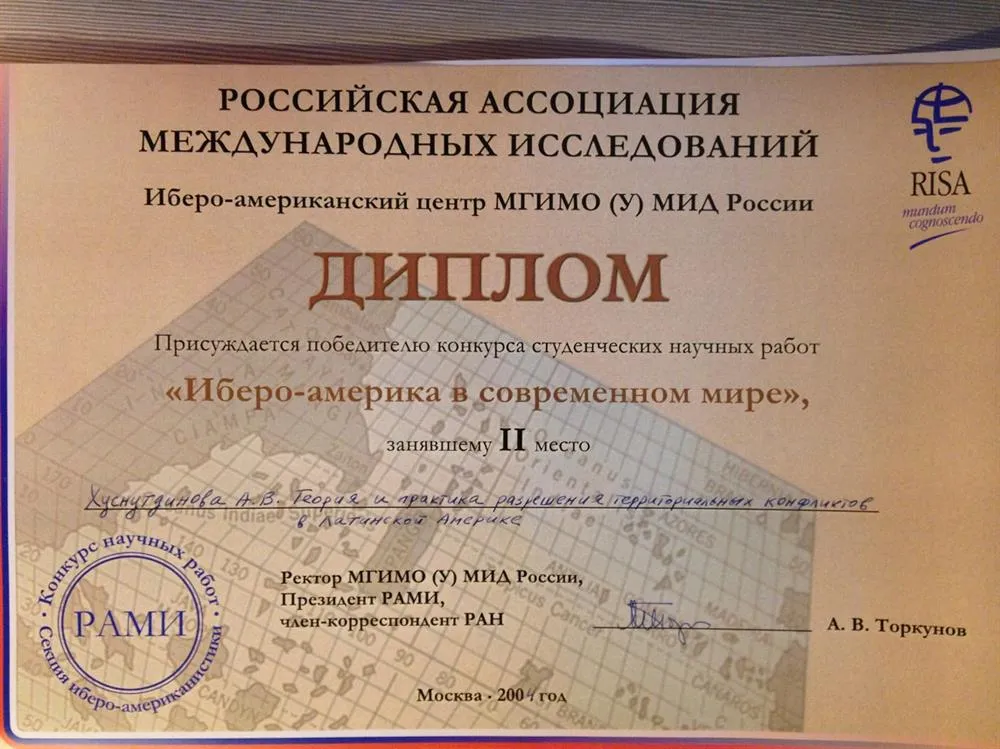 РОССИЙСКАЯ АССОЦИАЦИЯ
МЕЖДУНАРОДНЫХ ИССЛЕДОВАНИЙ
RISA
mundum
cognoscendo
Иберо-американский центр МГИМО (У) МИД России
ДИПЛОМ
Присуждается победителю конкурса студенческих научных работ
«Иберо-америка в современном мире»,
занявшему II место
Хуснутдинова А.В. Теория и практика разрешения территориальных конфликтов
в Латинской Америке
Конкурс научных работ
РАМИ
Секция иберо-американистики
Ректор МГИМО (У) МИД России,
Президент РАМИ,
член-корреспондент РАН
А. В. Торкунов
Москва · год